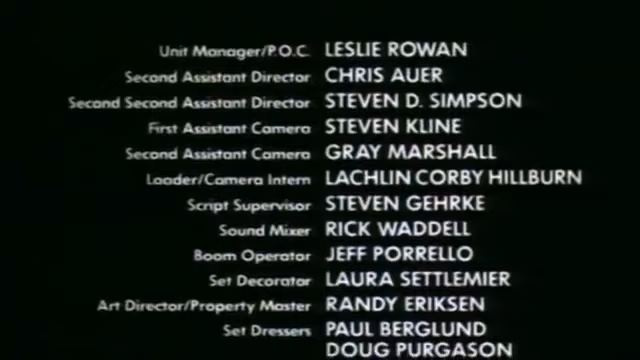 Unit Manager/P.O.C. LESLIE ROWAN
Second Assistant Director CHRIS AUER
Second Second Assistant Director STEVEN D. SIMPSON
First Assistant Camera STEVEN KLINE
Second Assistant Camera GRAY MARSHALL
Loader/Camera Intern LACHLIN CORBY HILLBURN
Script Supervisor STEVEN GEHRKE
Sound Mixer RICK WADDELL
Boom Operator JEFF PORRELLO
Set Decorator LAURA SETTLEMIER
Art Director/Property Master RANDY ERIKSEN
Set Dressers PAUL BERGLUND
DOUG PURGASON